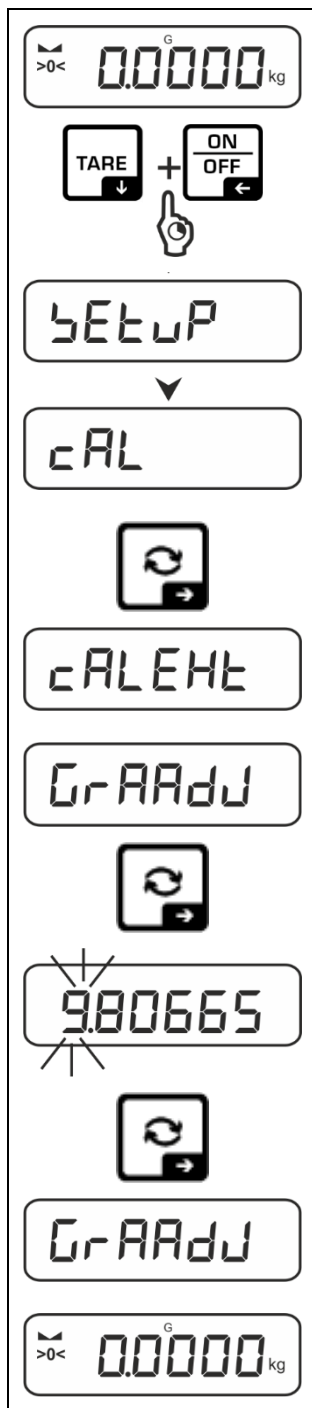 G
>0< 0.0000 kg
TARE + ON
OFF
SEtuP
cAL
cALEHt
GrAAdJ
9.80665
GrAAdJ
G
>0< 0.0000 kg